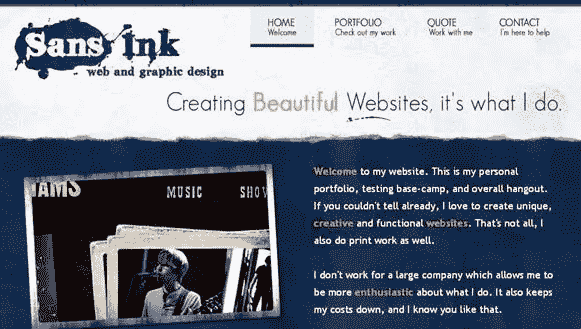 Sans ink
web and graphic design
HOME
Welcome
PORTFOLIO
Check out my work
QUOTE
Work with me
CONTACT
I'm here to help
Creating Beautiful Websites, it's what I do.
IAMS
MUSIC
SHOW
Welcome to my website. This is my personal
portfolio, testing base-camp, and overall hangout.
If you couldn't tell already, I love to create unique,
creative and functional websites. That's not all, I
also do print work as well.
I don't work for a large company which allows me to
be more enthusiastic about what I do. It also keeps
my costs down, and I know you like that.